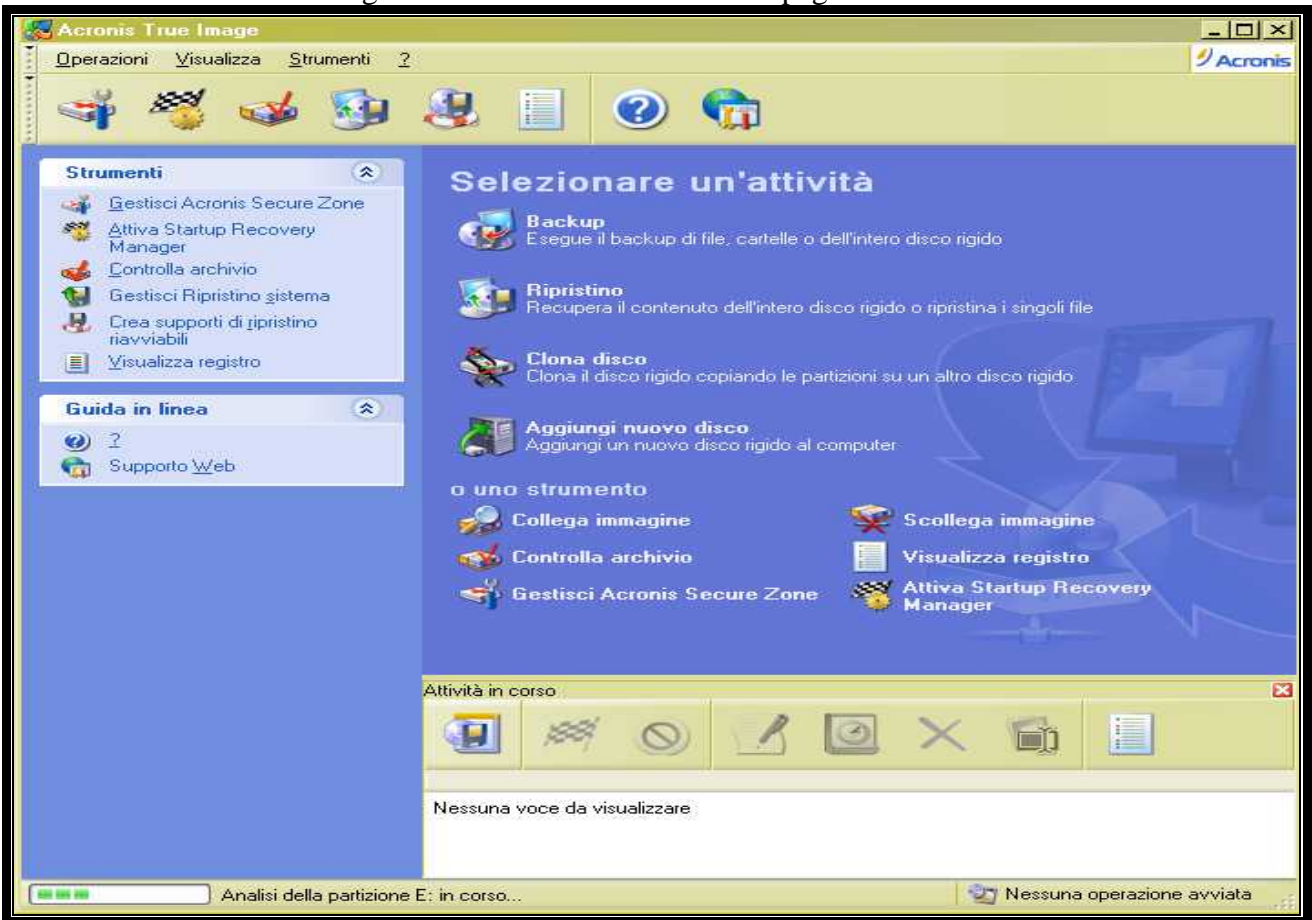 Acronis True Image
Operazioni Visualizza Strumenti ?
Acronis
Strumenti
Gestisci Acronis Secure Zone
Attiva Startup Recovery
Manager
Controlla archivio
Gestisci Ripristino sistema
Crea supporti di ripristino
riavviabili
Visualizza registro
Guida in linea
?
Supporto Web
Selezionare un'attività
Backup
Esegue il backup di file, cartelle o dell'intero disco rigido
Ripristino
Recupera il contenuto dell'intero disco rigido o ripristina i singoli file
Clona disco
Clona il disco rigido copiando le partizioni su un altro disco rigido
Aggiungi nuovo disco
Aggiungi un nuovo disco rigido al computer
o uno strumento
Collega immagine
Scollega immagine
Controlla archivio
Visualizza registro
Gestisci Acronis Secure Zone
Attiva Startup Recovery
Manager
Attività in corso
Nessuna voce da visualizzare
Analisi della partizione E: in corso...
Nessuna operazione avviata